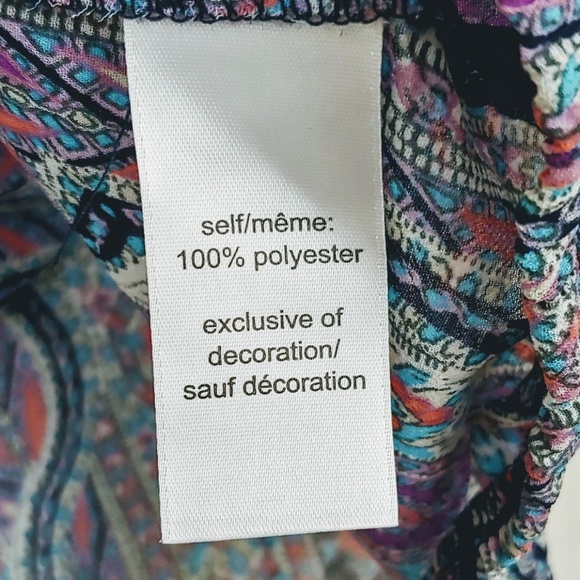 self/même:
100% polyester
exclusive of
decoration/
sauf décoration